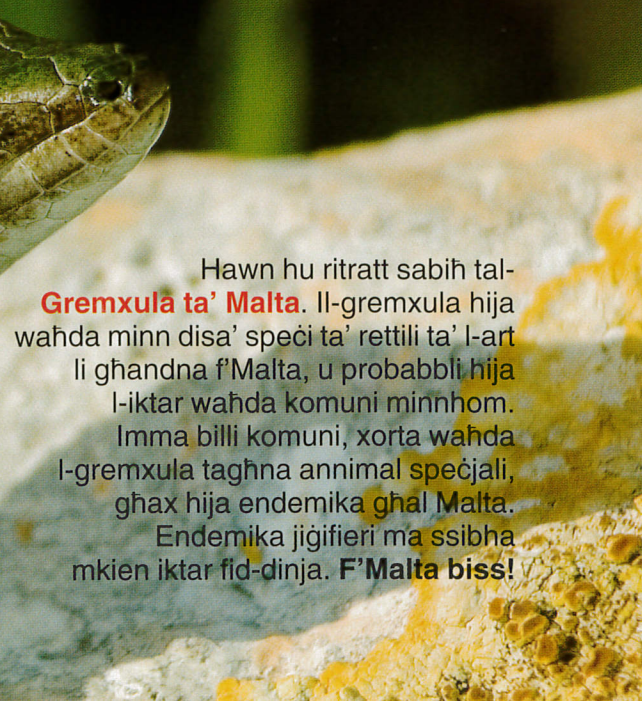 Hawn hu ritratt sabiħ tal-
Gremxula ta’ Malta. Il-gremxula hija
waħda minn disa’ speċi ta’ rettili ta’ l-art
li għandna f’Malta, u probabbli hija
l-iktar waħda komuni minnhom.
Imma billi komuni, xorta waħda
l-gremxula tagħna annimal speċjali,
għax hija endemika għal Malta.
Endemika jiġifieri ma ssibha
mkien iktar fid-dinja. F’Malta biss!